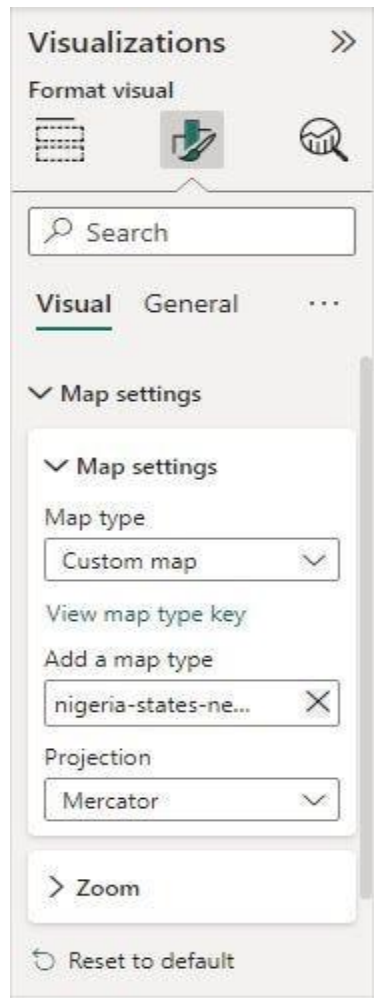 Visualizations
Format visual
Search
Visual General ...
Map settings
Map settings
Map type
Custom map
View map type key
Add a map type
nigeria-states-ne...
Projection
Mercator
Zoom
Reset to default